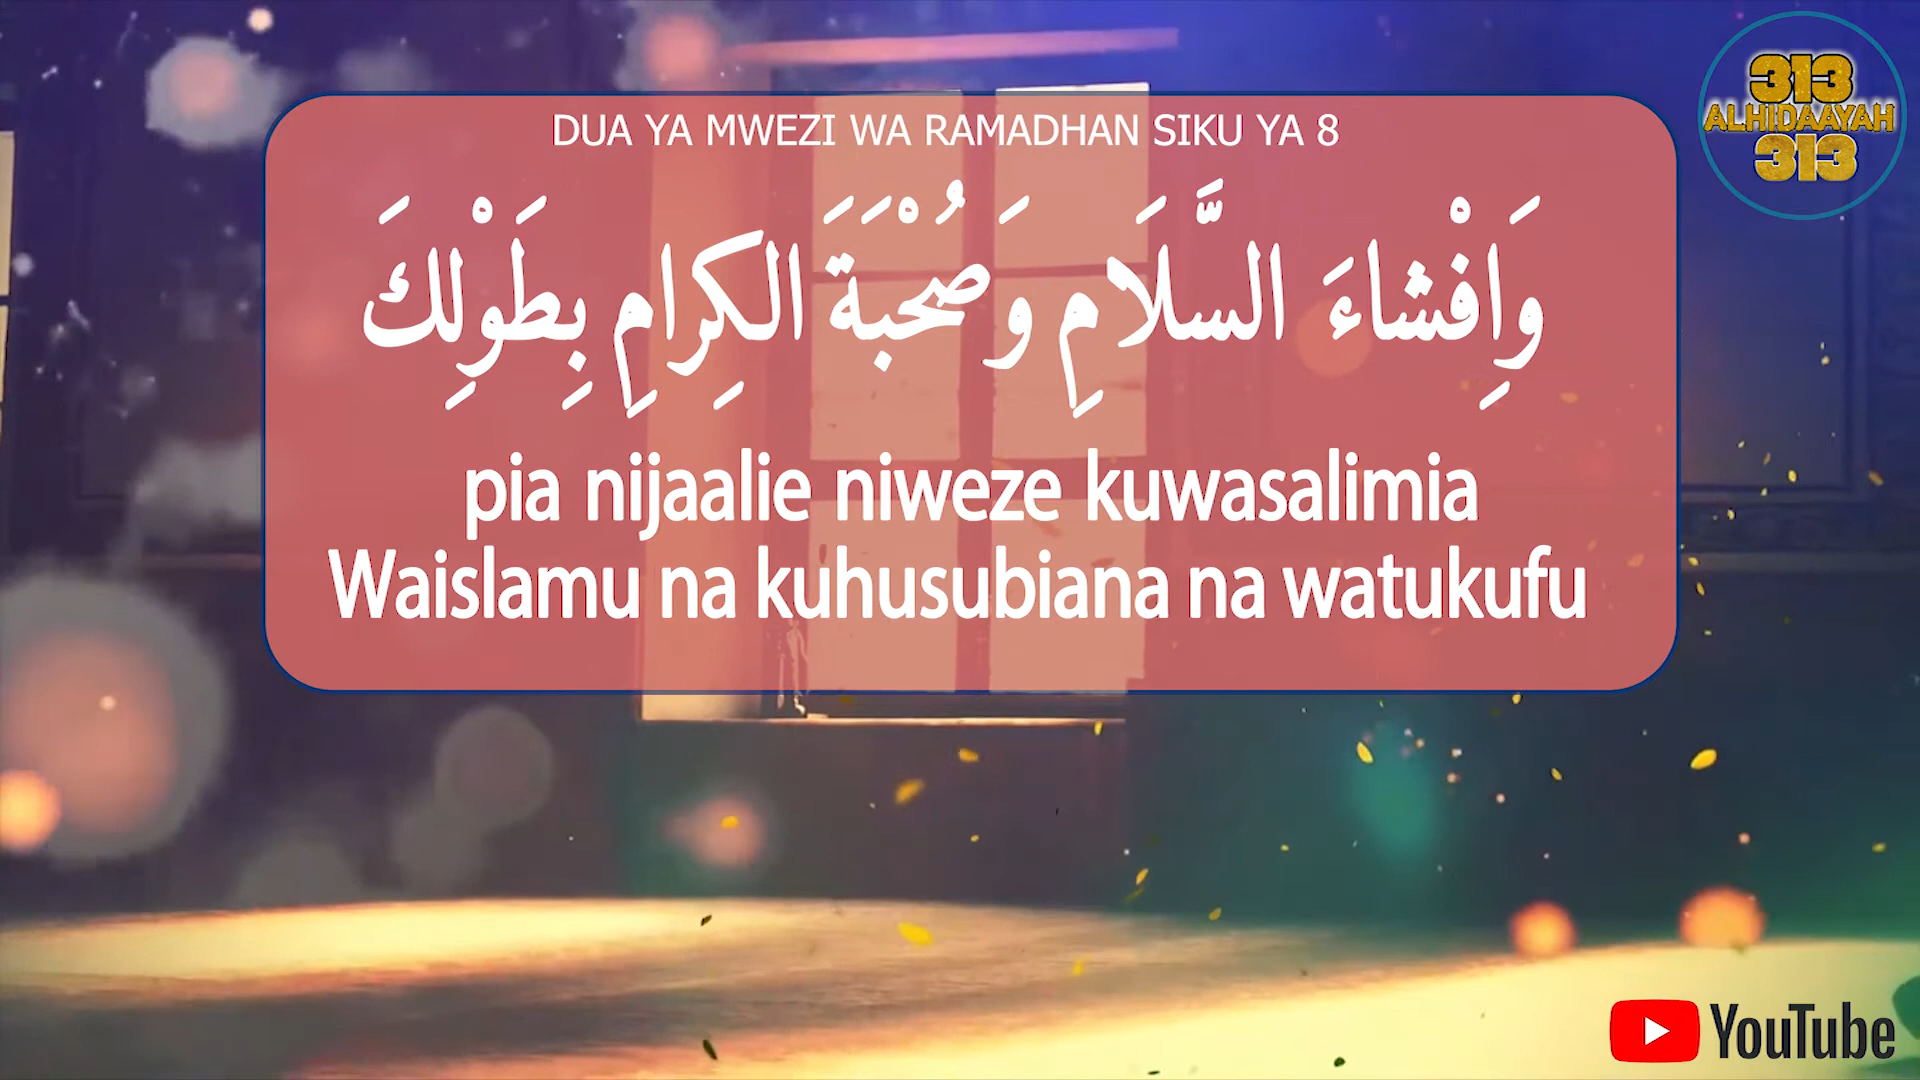 313
ALHIDAAYAH
313
DUA YA MWEZI WA RAMADHAN SIKU YA 8
وَاِفْشاءَ السَّلَامِ وَصُحْبَةَ الكِرامِ بِطَوْلِكَ
pia nijaalie niweze kuwasalimia
Waislamu na kuhusubiana na watukufu
YouTube